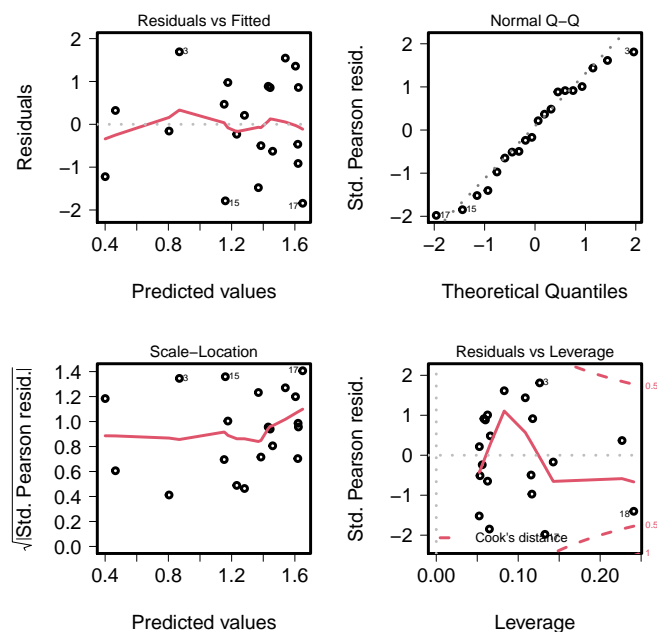 Residuals vs Fitted
Residuals
2
1
0
−1
−2
3
15
17
0.4 0.8 1.2 1.6
Predicted values
Normal Q−Q
Std. Pearson resid.
2
1
0
−1
−2
3
15
17
−2 −1 0 1 2
Theoretical Quantiles
Scale−Location
√|Std. Pearson resid.|
1.4
1.2
1.0
0.8
0.6
0.4
0.2
0.0
3
15
17
0.4 0.8 1.2 1.6
Predicted values
Residuals vs Leverage
Std. Pearson resid.
2
1
0
−1
−2
3
18
Cook's distance
0.5
0.5
1
0.00 0.10 0.20
Leverage